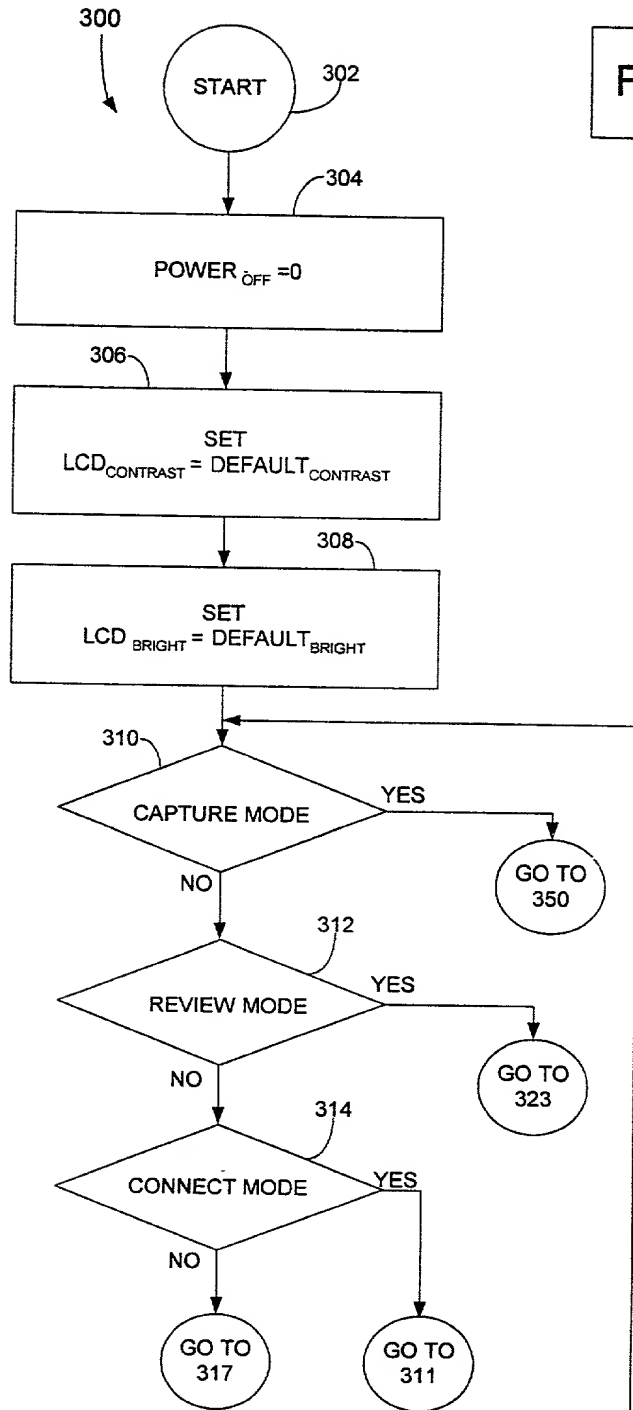 300
START
302
304
POWER OFF =0
306
SET
LCD CONTRAST = DEFAULT CONTRAST
308
SET
LCD BRIGHT = DEFAULT BRIGHT
310
CAPTURE MODE
YES
NO
GO TO
350
312
REVIEW MODE
YES
NO
GO TO
323
314
CONNECT MODE
YES
NO
GO TO
317
GO TO
311